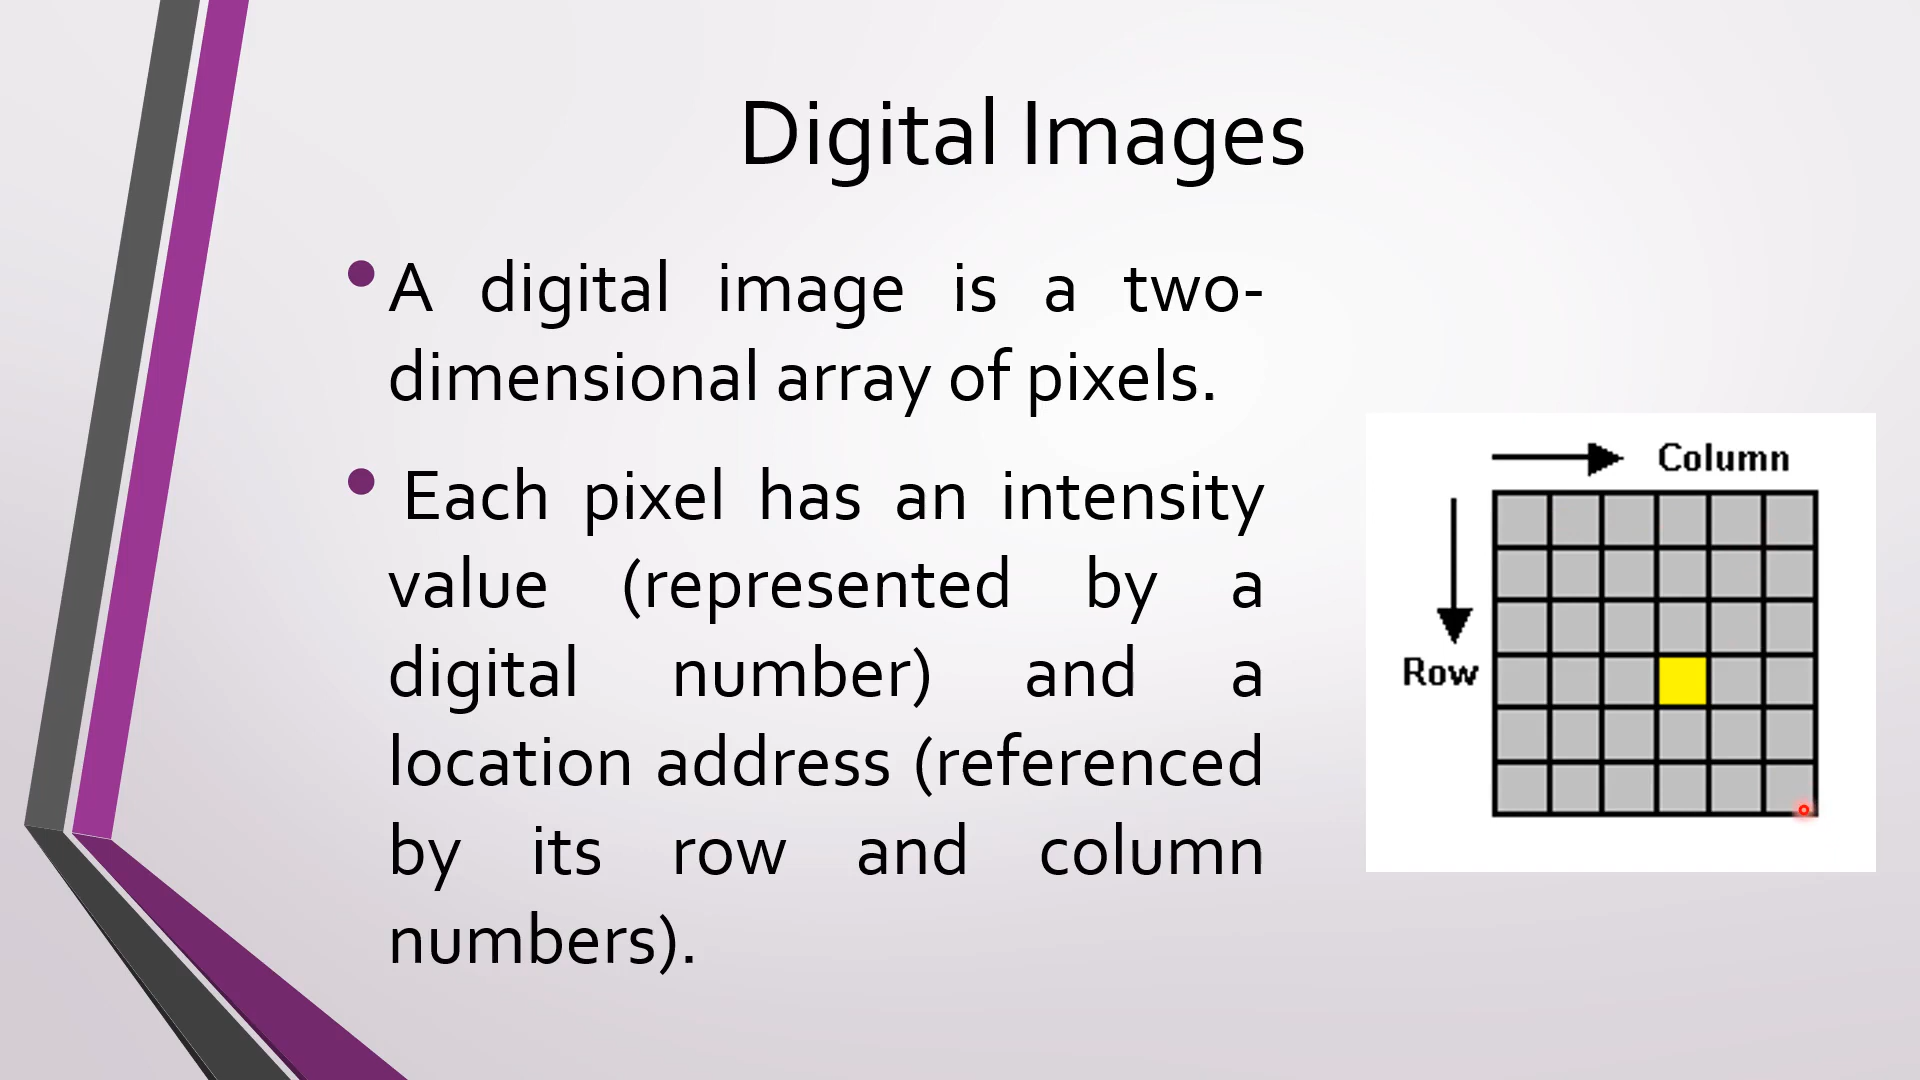 Digital Images
• A digital image is a two-
dimensional array of pixels.
• Each pixel has an intensity
value (represented by a
digital number) and a
location address (referenced
by its row and column
numbers).
Column
Row